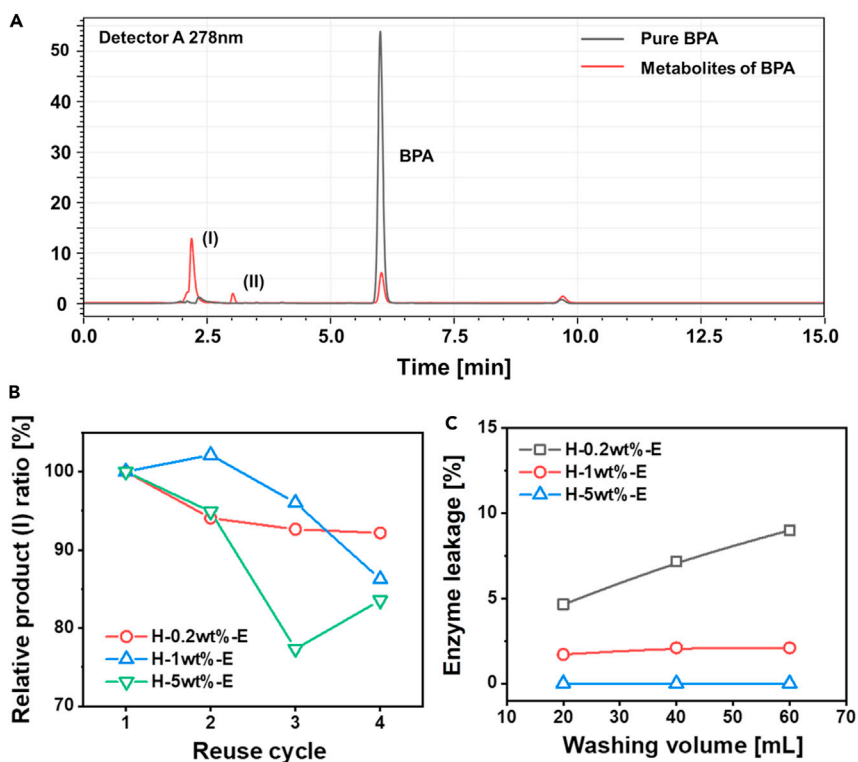 A
Detector A 278nm
Pure BPA
Metabolites of BPA
50
40
30
20
10
0
BPA
(I)
(II)
0.0 2.5 5.0 7.5 10.0 12.5 15.0
Time [min]
B
Relative product (I) ratio [%]
100
90
80
70
H-0.2wt%-E
H-1wt%-E
H-5wt%-E
1 2 3 4
Reuse cycle
C
Enzyme leakage [%]
15
10
5
0
H-0.2wt%-E
H-1wt%-E
H-5wt%-E
10 20 30 40 50 60 70
Washing volume [mL]